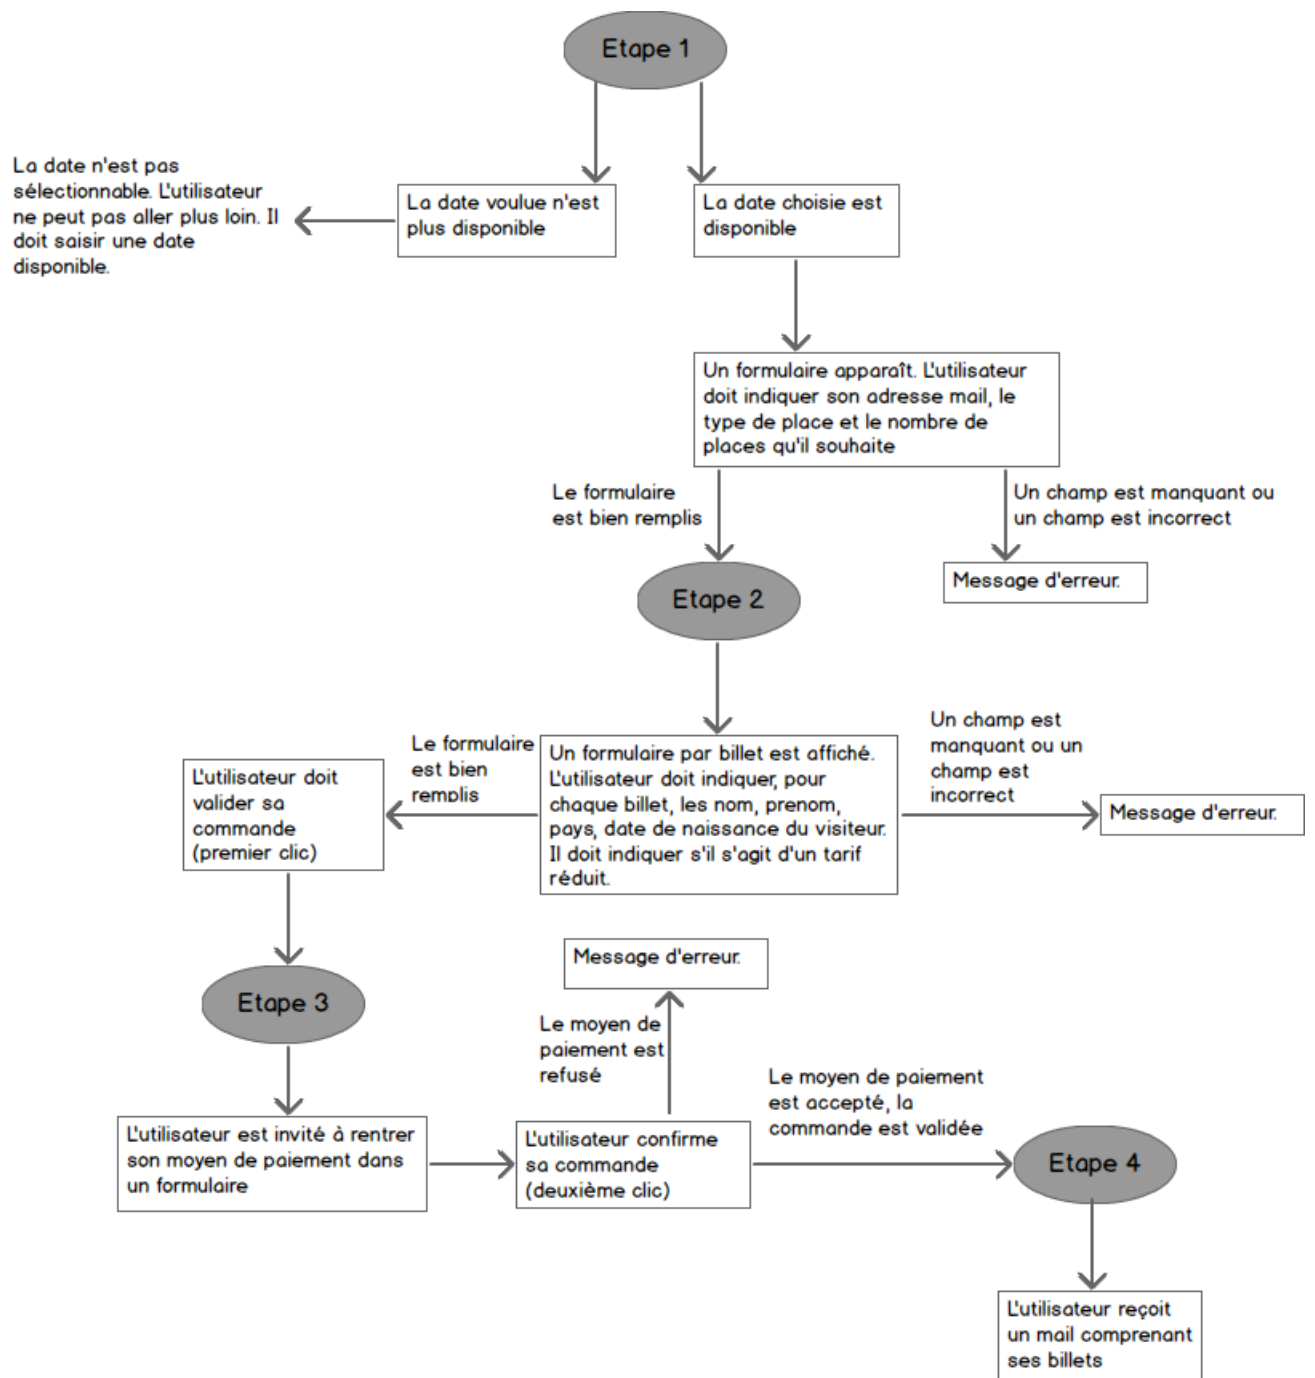 Etape 1
La date n'est pas
sélectionnable. L'utilisateur
ne peut pas aller plus loin. Il
doit saisir une date
disponible.
La date voulue n'est
plus disponible
La date choisie est
disponible
Un formulaire apparaît. L'utilisateur
doit indiquer son adresse mail, le
type de place et le nombre de
places qu'il souhaite
Le formulaire
est bien remplis
Un champ est manquant ou
un champ est incorrect
Message d'erreur.
Etape 2
Un formulaire par billet est affiché.
L'utilisateur doit indiquer, pour
chaque billet, les nom, prenom,
pays, date de naissance du visiteur.
Il doit indiquer s'il s'agit d'un tarif
réduit.
Un champ est
manquant ou un
champ est
incorrect
Message d'erreur.
Le formulaire
est bien
remplis
L'utilisateur doit
valider sa
commande
(premier clic)
Etape 3
L'utilisateur est invité à rentrer
son moyen de paiement dans
un formulaire
L'utilisateur confirme
sa commande
(deuxième clic)
Le moyen de
paiement est
refusé
Message d'erreur.
Le moyen de paiement
est accepté, la
commande est validée
Etape 4
L'utilisateur reçoit
un mail comprenant
ses billets